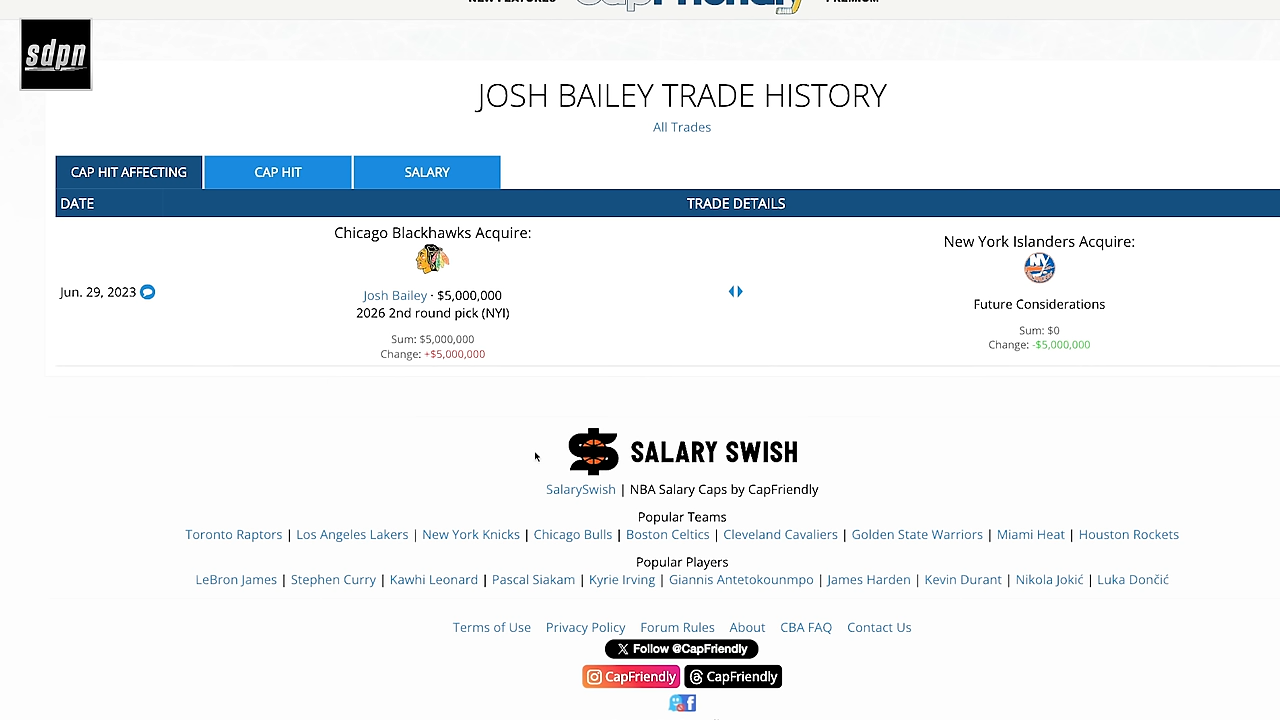 NEW FEATURES CapFriendly PREMIUM
sdpn
JOSH BAILEY TRADE HISTORY
All Trades
CAP HIT AFFECTING CAP HIT SALARY
DATE TRADE DETAILS
Chicago Blackhawks Acquire:
New York Islanders Acquire:
NY
Jun. 29, 2023
Josh Bailey · $5,000,000
2026 2nd round pick (NYI)
Future Considerations
Sum: $5,000,000
Change: +$5,000,000
Sum: $0
Change: -$5,000,000
SALARY SWISH
SalarySwish | NBA Salary Caps by CapFriendly
Popular Teams
Toronto Raptors | Los Angeles Lakers | New York Knicks | Chicago Bulls | Boston Celtics | Cleveland Cavaliers | Golden State Warriors | Miami Heat | Houston Rockets
Popular Players
LeBron James | Stephen Curry | Kawhi Leonard | Pascal Siakam | Kyrie Irving | Giannis Antetokounmpo | James Harden | Kevin Durant | Nikola Jokić | Luka Dončić
Terms of Use Privacy Policy Forum Rules About CBA FAQ Contact Us
X Follow @CapFriendly
CapFriendly CapFriendly